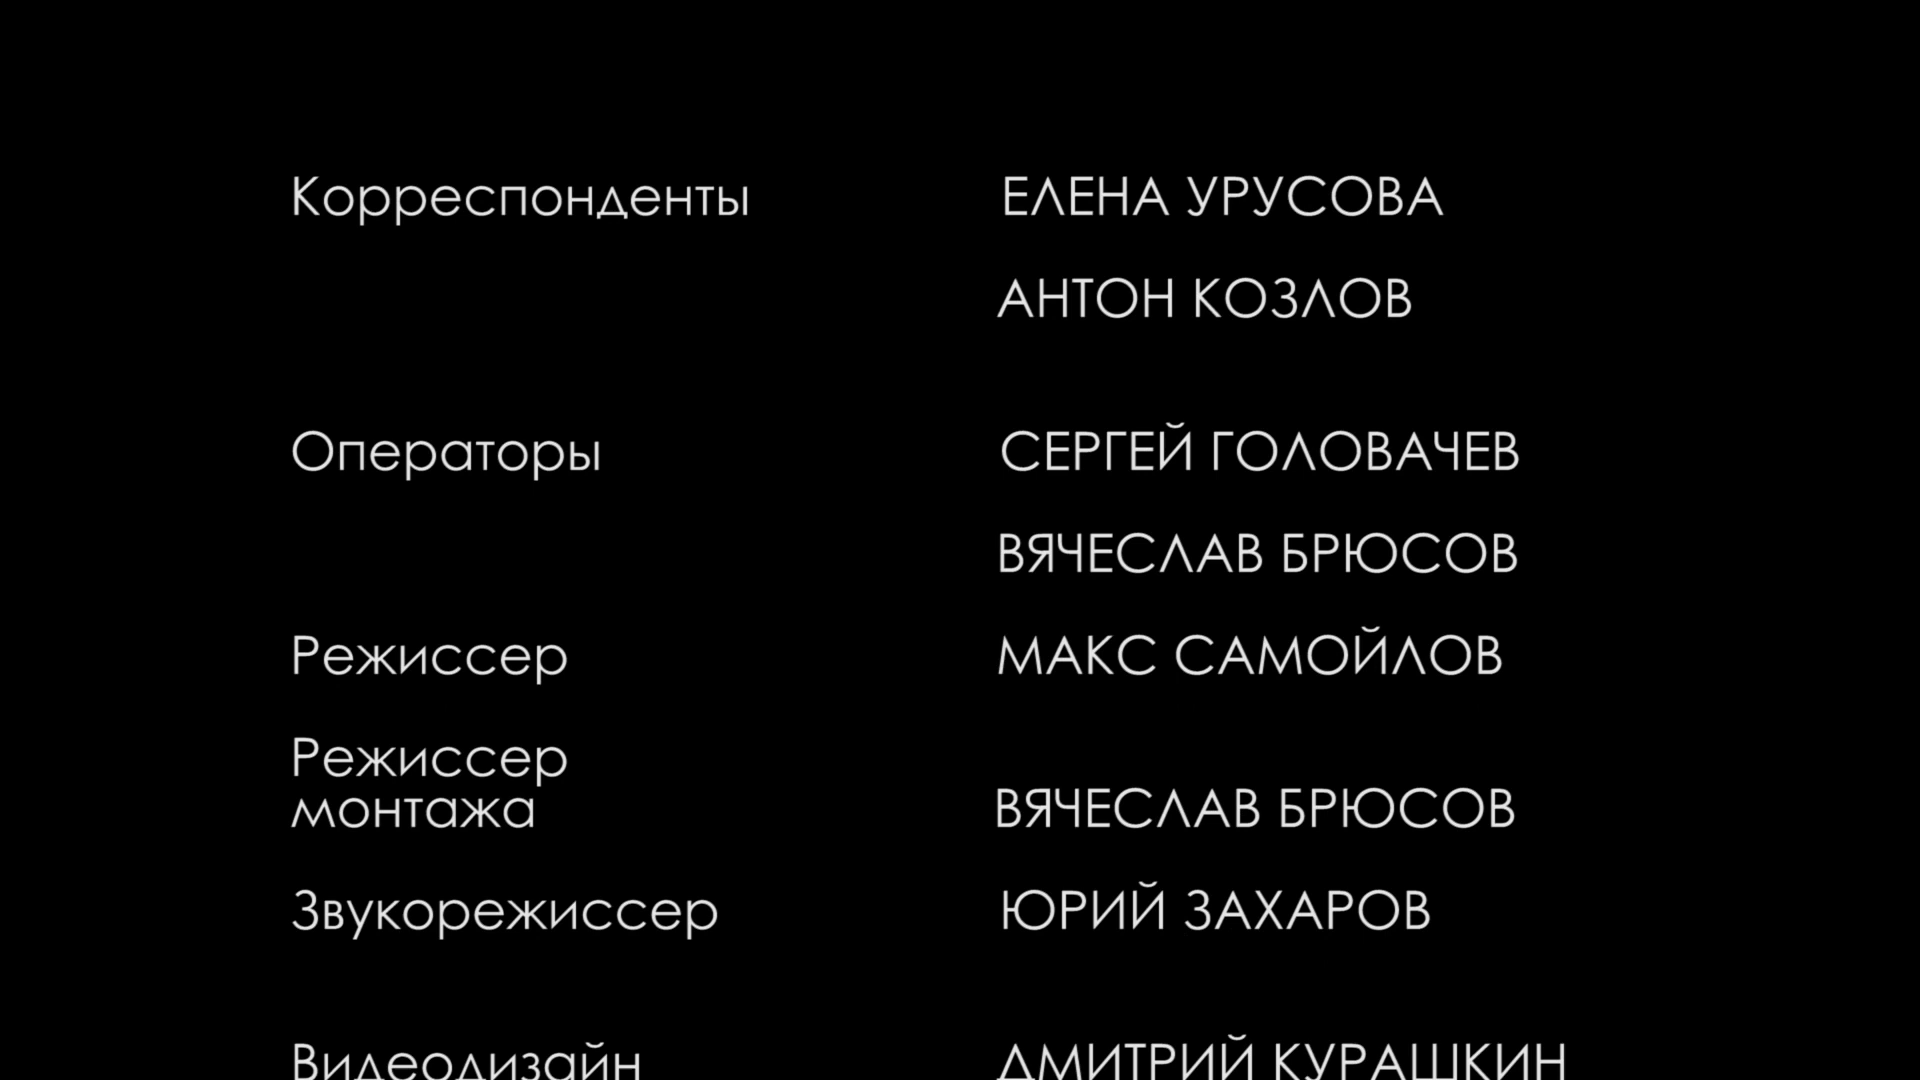 Корреспонденты ЕЛЕНА УРУСОВА
АНТОН КОЗЛОВ
Операторы СЕРГЕЙ ГОЛОВАЧЕВ
ВЯЧЕСЛАВ БРЮСОВ
Режиссер МАКС САМОЙЛОВ
Режиссер
монтажа ВЯЧЕСЛАВ БРЮСОВ
Звукорежиссер ЮРИЙ ЗАХАРОВ
Видеодизайн ДМИТРИЙ КУРАШКИН